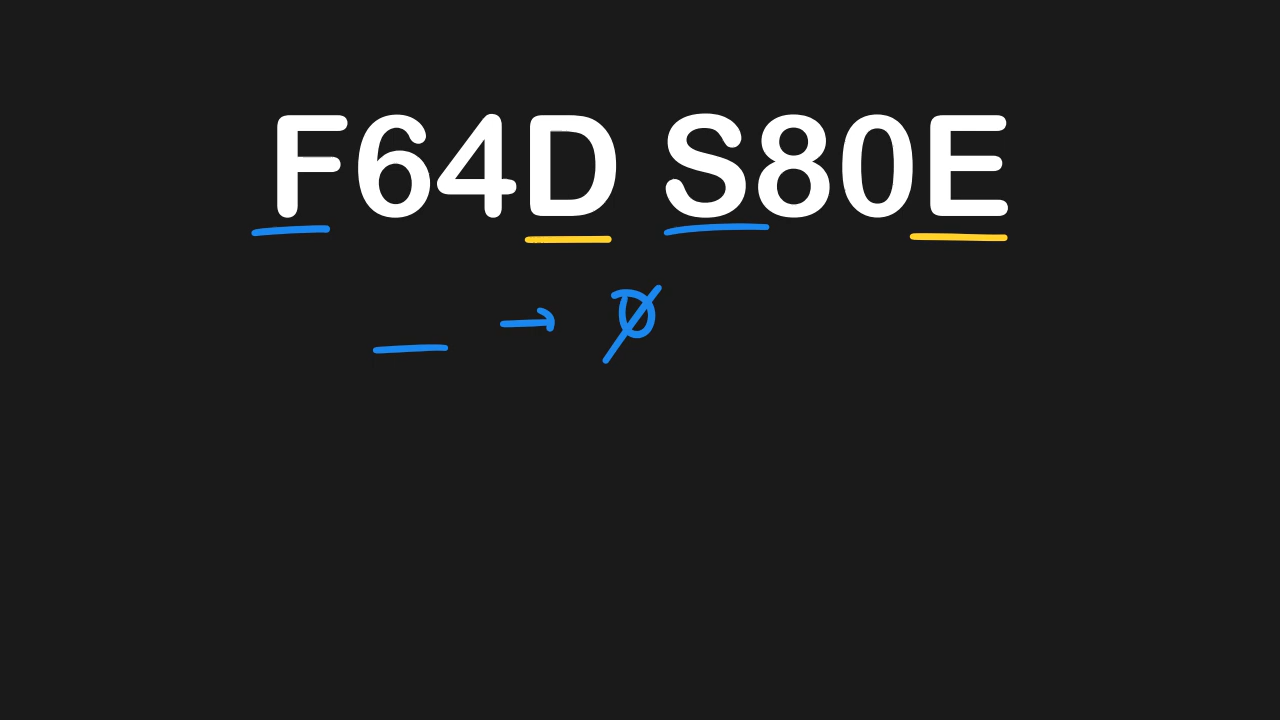 F64D S80E
_ → Ø